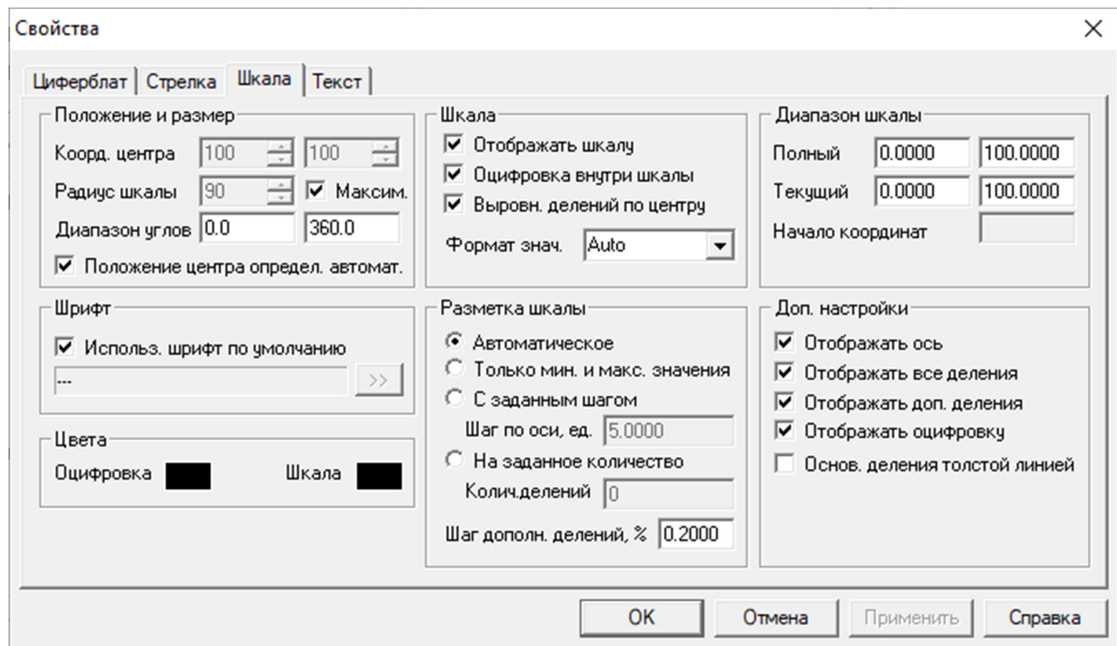 Свойства
Циферблат Стрелка Шкала Текст
Положение и размер
Коорд. центра 100 100
Радиус шкалы 90 Максим.
Диапазон углов 0.0 360.0
Положение центра определ. автомат.
Шрифт
Использ. шрифт по умолчанию
--- >>
Цвета
Оцифровка Шкала
Шкала
Отображать шкалу
Оцифровка внутри шкалы
Выровн. делений по центру
Формат знач. Auto
Разметка шкалы
Автоматическое
Только мин. и макс. значения
С заданным шагом
Шаг по оси, ед. 5.0000
На заданное количество
Колич.делений 0
Шаг дополн. делений, % 0.2000
Диапазон шкалы
Полный 0.0000 100.0000
Текущий 0.0000 100.0000
Начало координат
Доп. настройки
Отображать ось
Отображать все деления
Отображать доп. деления
Отображать оцифровку
Основ. деления толстой линией
OK Отмена Применить Справка